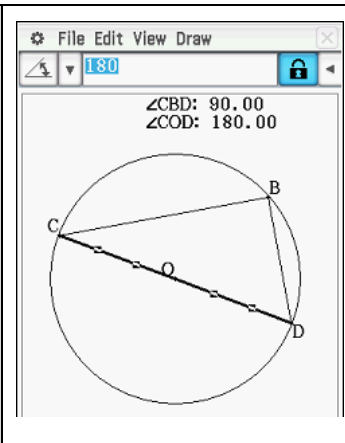 File Edit View Draw
180
∠CBD: 90.00
∠COD: 180.00
B
C
O
D